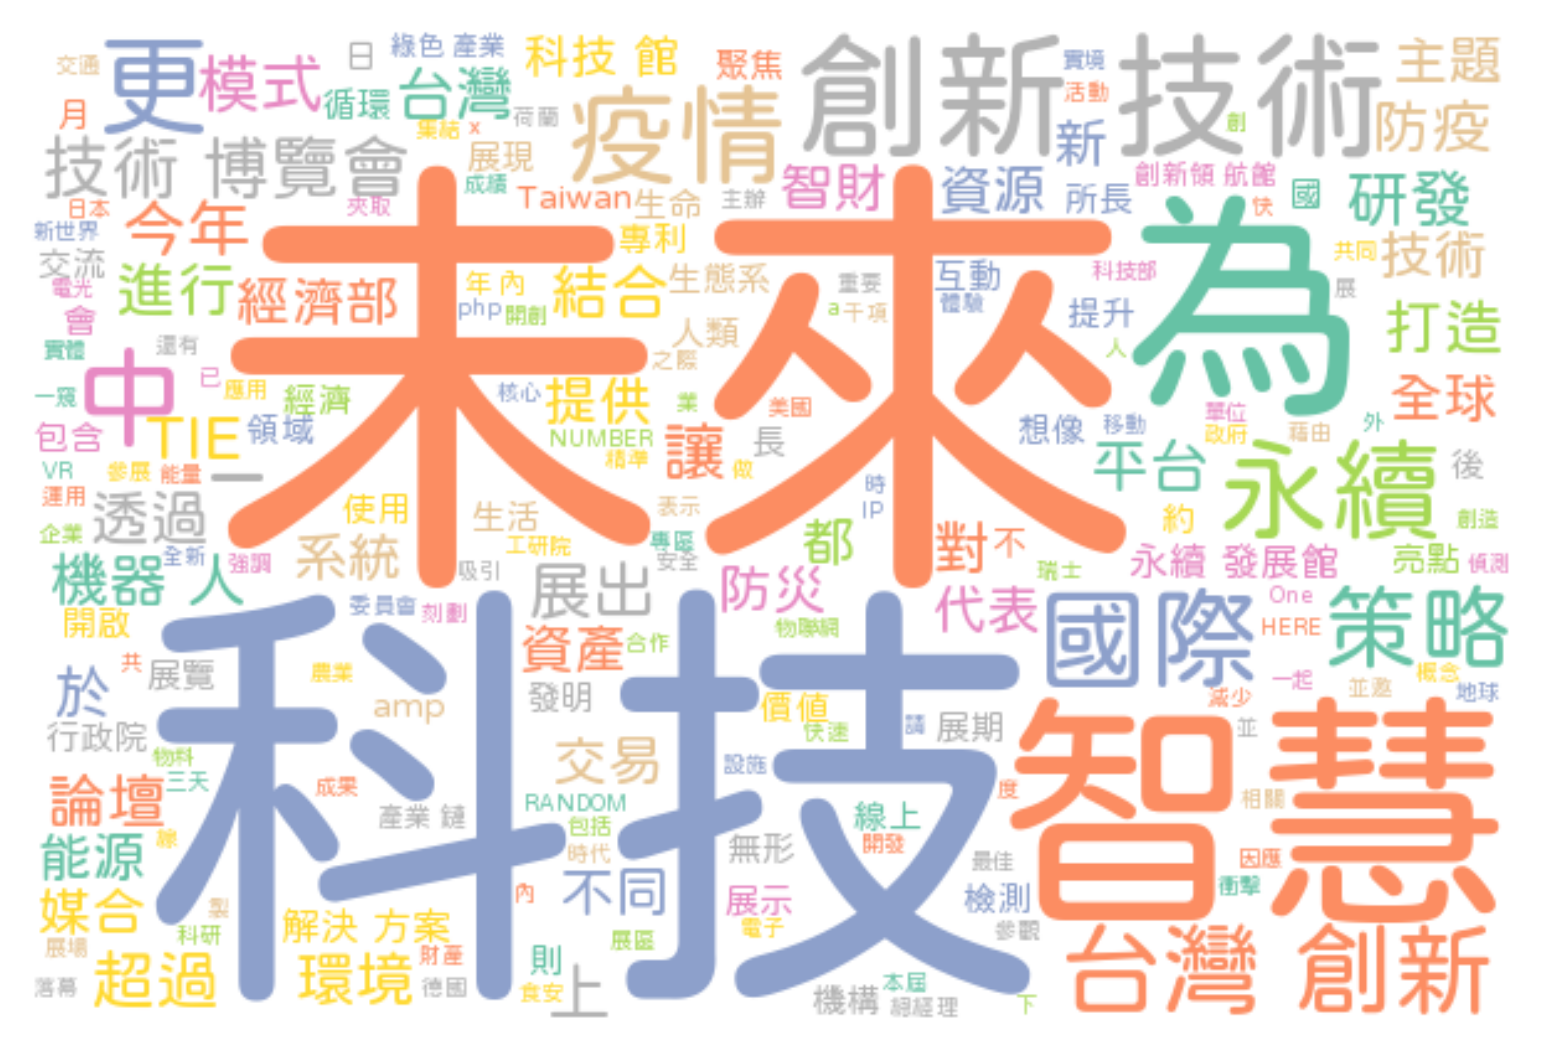 交通
更
模式
日
綠色 產業
科技 館
聚焦
創新 技術
實境
主題
月
循環
台灣
集結
x
荷蘭
疫情
活動
新
創
防疫
技術 博覽會
展現
成績
Taiwan
生命
主辦
智財
資源
所長
創新領 航館
快
國
研發
日本
新世界
今年
夾取
未來
專利
為
共同
技術
交流
電光
進行
經濟部
年內
php
開創
結合
生態系
重要
a
千項
互動
體驗
科技部
提升
展
會
實體
還有
人類
之際
人
打造
中
已
應用
一窺
經濟
核心
提供
業
美國
單位
政府
藉由
外
全球
包含
TIE
領域
NUMBER
精準
讓
長
做
想像
移動
平台
永續
後
VR
參展
能量
一
運用
透過
企業
使用
生活
工研院
表示
專區
安全
時
IP
都
對
不
約
創造
機器 人
全新
強調
系統
吸引
展出
防災
瑞士
永續 發展館
亮點
偵測
開啟
科技
委員會
刻劃
物聯網
代表
國際
One
HERE
策略
共
於
展覽
農業
資產
合作
減少
一起
並邀
概念
地球
行政院
amp
發明
價值
快速
請
展期
智慧
並
物料
三天
論壇
成果
交易
設施
度
相關
產業 鏈
RANDOM
包括
時代
無形
線上
開發
最佳
因應
衝擊
能源
線
媒合
製
科研
展場
解決 方案
內
不同
展區
展示
電子
檢測
參觀
台灣 創新
落幕
超過
環境
財產
德國
則
食安
上
機構
本屆
總經理
下